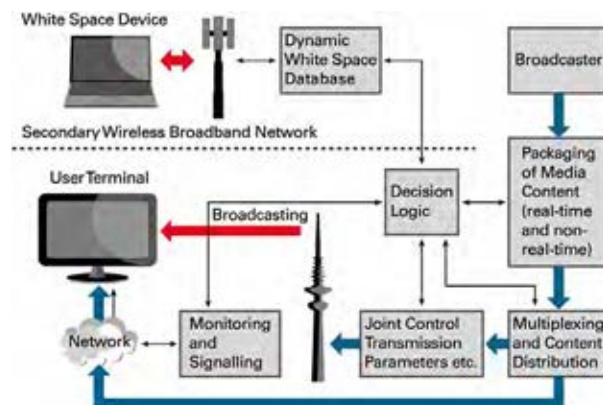 White Space Device
Dynamic
White Space
Database
Broadcaster
Secondary Wireless Broadband Network
User Terminal
Broadcasting
Decision
Logic
Packaging
of Media
Content
(real-time
and non-
real-time)
Network
Monitoring
and
Signalling
Joint Control
Transmission
Parameters etc.
Multiplexing
and Content
Distribution